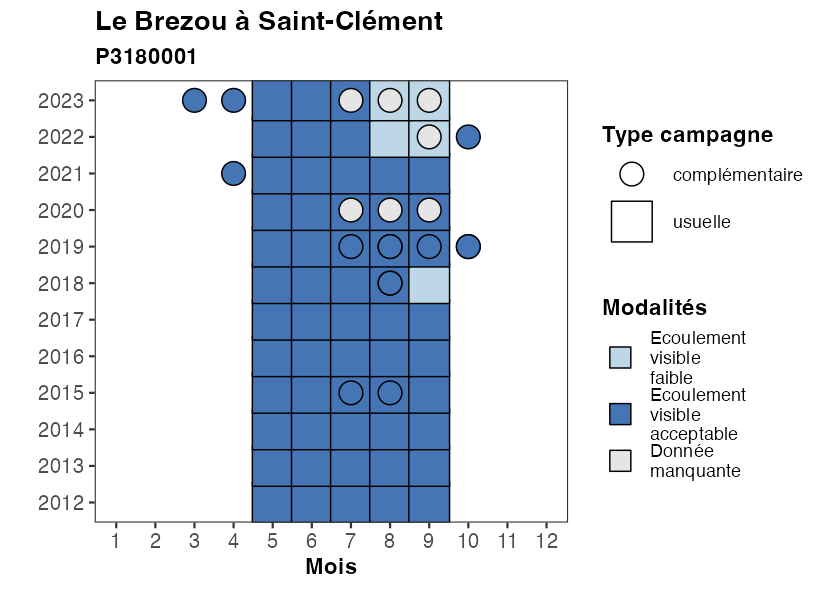 Le Brezou à Saint-Clément
P3180001
2023
2022
2021
2020
2019
2018
2017
2016
2015
2014
2013
2012
1 2 3 4 5 6 7 8 9 10 11 12
Mois
Type campagne
complémentaire
usuelle
Modalités
Ecoulement
visible
faible
Ecoulement
visible
acceptable
Donnée
manquante